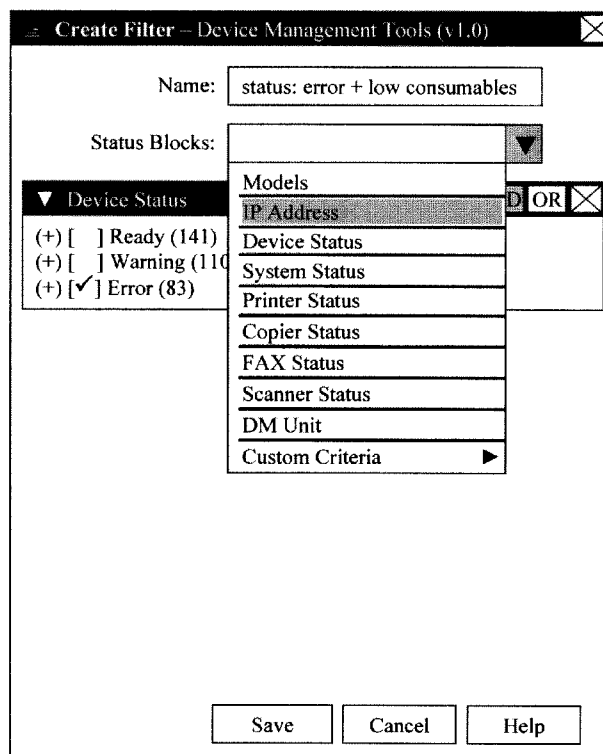 Create Filter – Device Management Tools (v1.0)
Name: status: error + low consumables
Status Blocks:
Models
IP Address
Device Status
System Status
Printer Status
Copier Status
FAX Status
Scanner Status
DM Unit
Custom Criteria
Device Status
D OR
(+) [ ] Ready (141)
(+) [ ] Warning (110
(+) [✓] Error (83)
Save Cancel Help